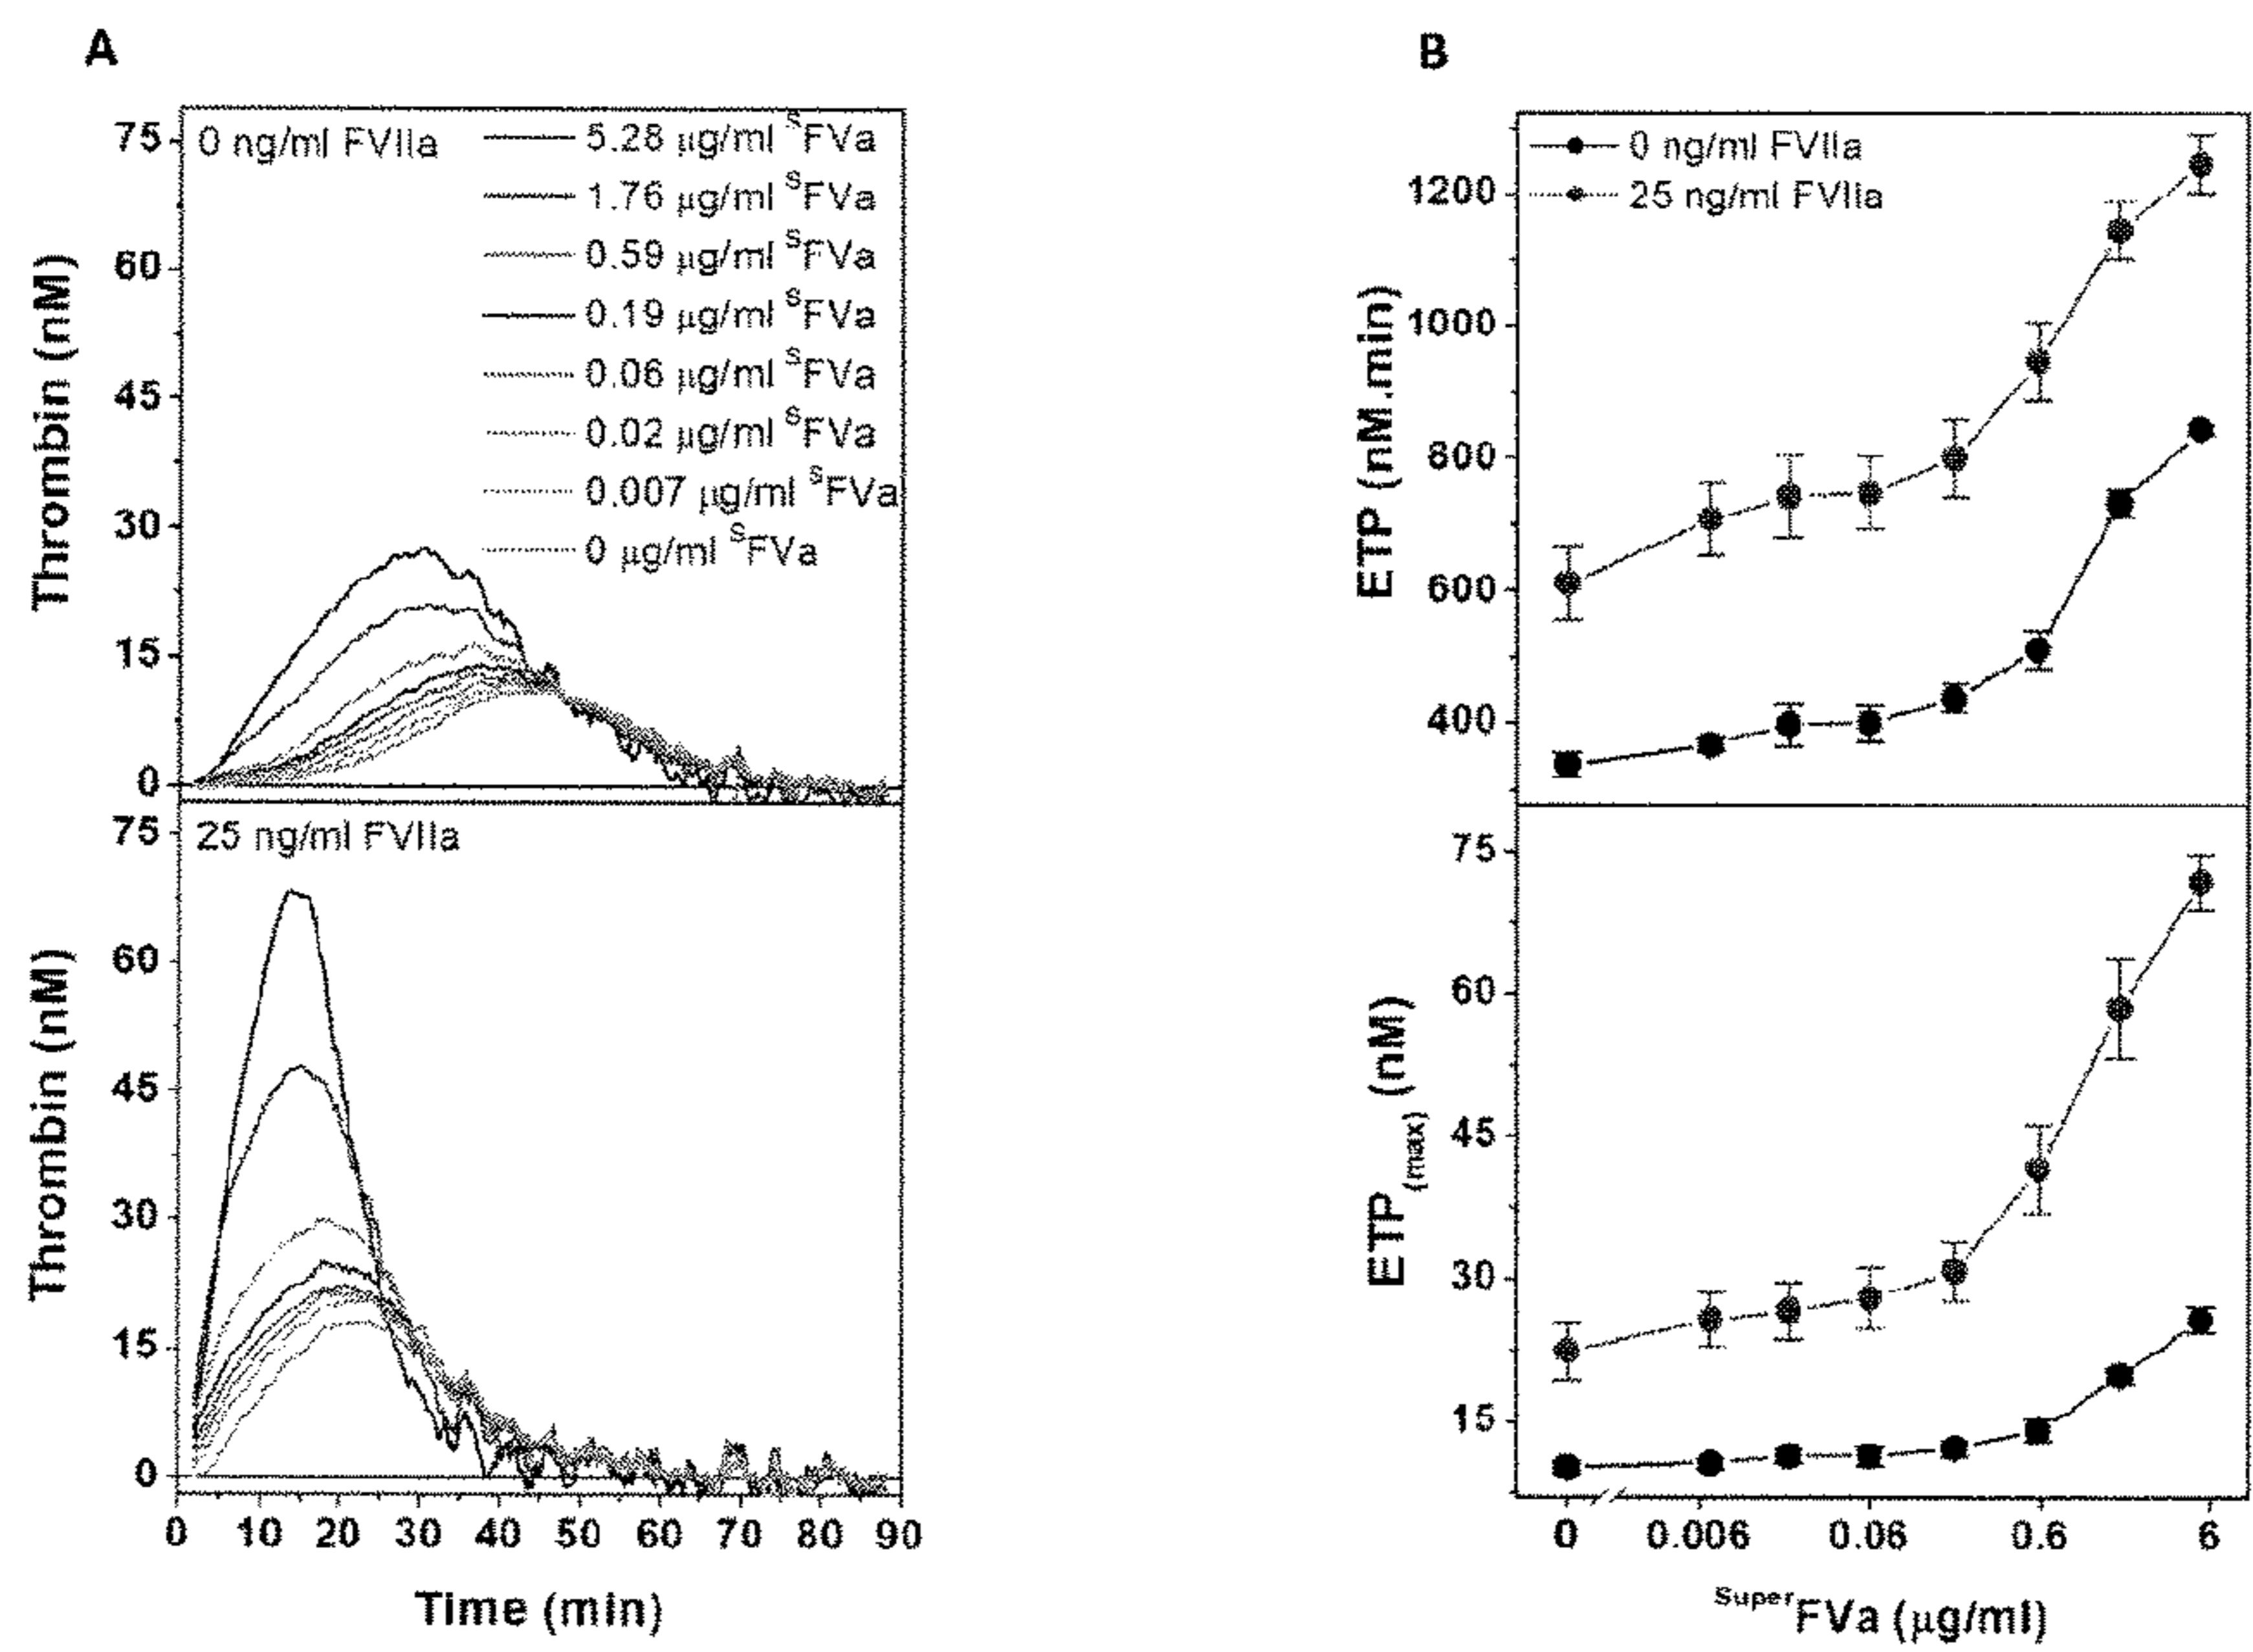 A
Thrombin (nM)
75
60
45
30
15
0
0 ng/ml FVIIa
5.28 µg/ml SFVa
1.76 µg/ml SFVa
0.59 µg/ml SFVa
0.19 µg/ml SFVa
0.06 µg/ml SFVa
0.02 µg/ml SFVa
0.007 µg/ml SFVa
0 µg/ml SFVa
Thrombin (nM)
75
60
45
30
15
0
25 ng/ml FVIIa
0 10 20 30 40 50 60 70 80 90
Time (min)
B
ETP (nM.min)
1200
1000
800
600
400
0 ng/ml FVIIa
25 ng/ml FVIIa
ETP(max) (nM)
75
60
45
30
15
0 0.006 0.06 0.6 6
SuperFVa (µg/ml)